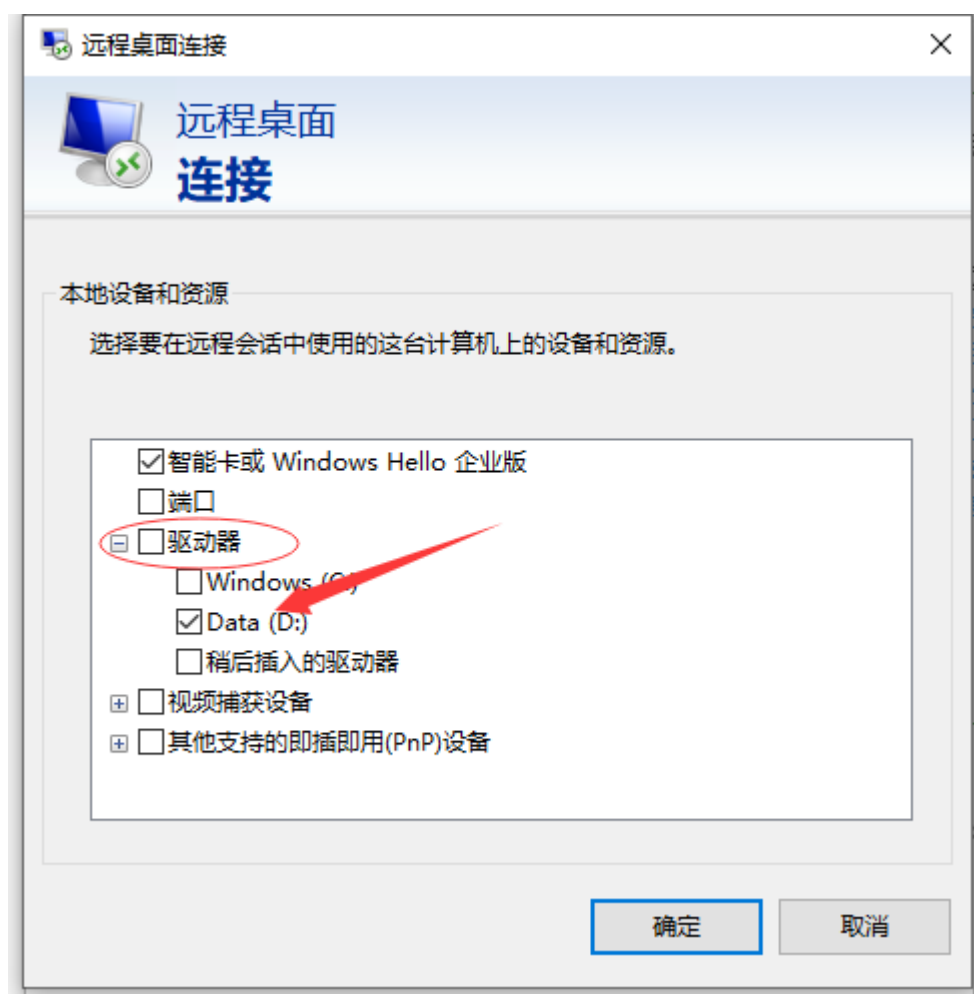 远程桌面连接
远程桌面
连接
本地设备和资源
选择要在远程会话中使用的这台计算机上的设备和资源。
智能卡或 Windows Hello 企业版
端口
驱动器
Windows (C:)
Data (D:)
稍后插入的驱动器
视频捕获设备
其他支持的即插即用(PnP)设备
确定
取消